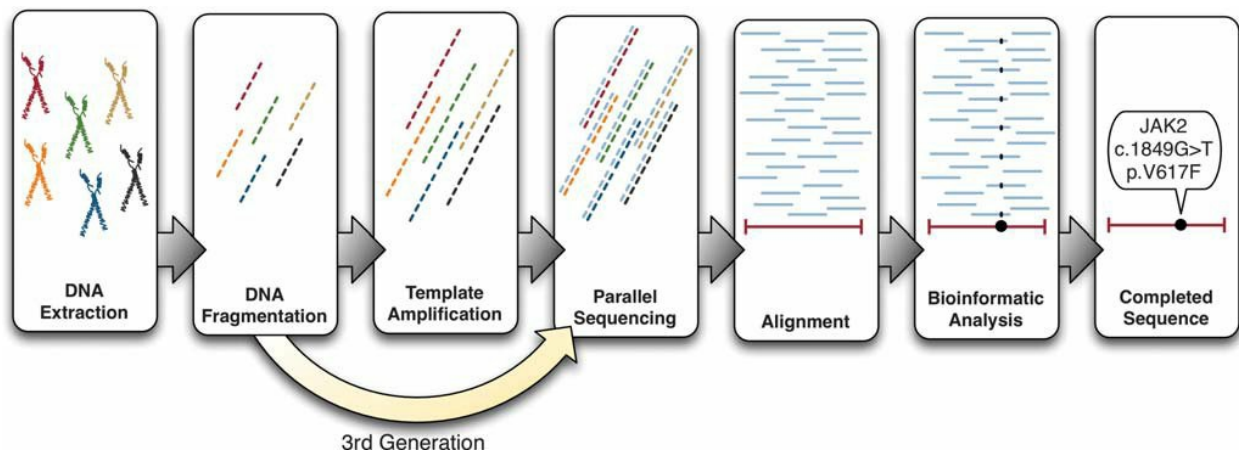 DNA
Extraction
DNA
Fragmentation
Template
Amplification
Parallel
Sequencing
Alignment
Bioinformatic
Analysis
JAK2
c.1849G>T
p.V617F
Completed
Sequence
3rd Generation